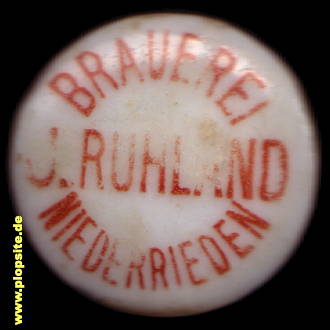 BRAUEREI
J. RUHLAND
NIEDERRIEDEN
www.plopsite.de